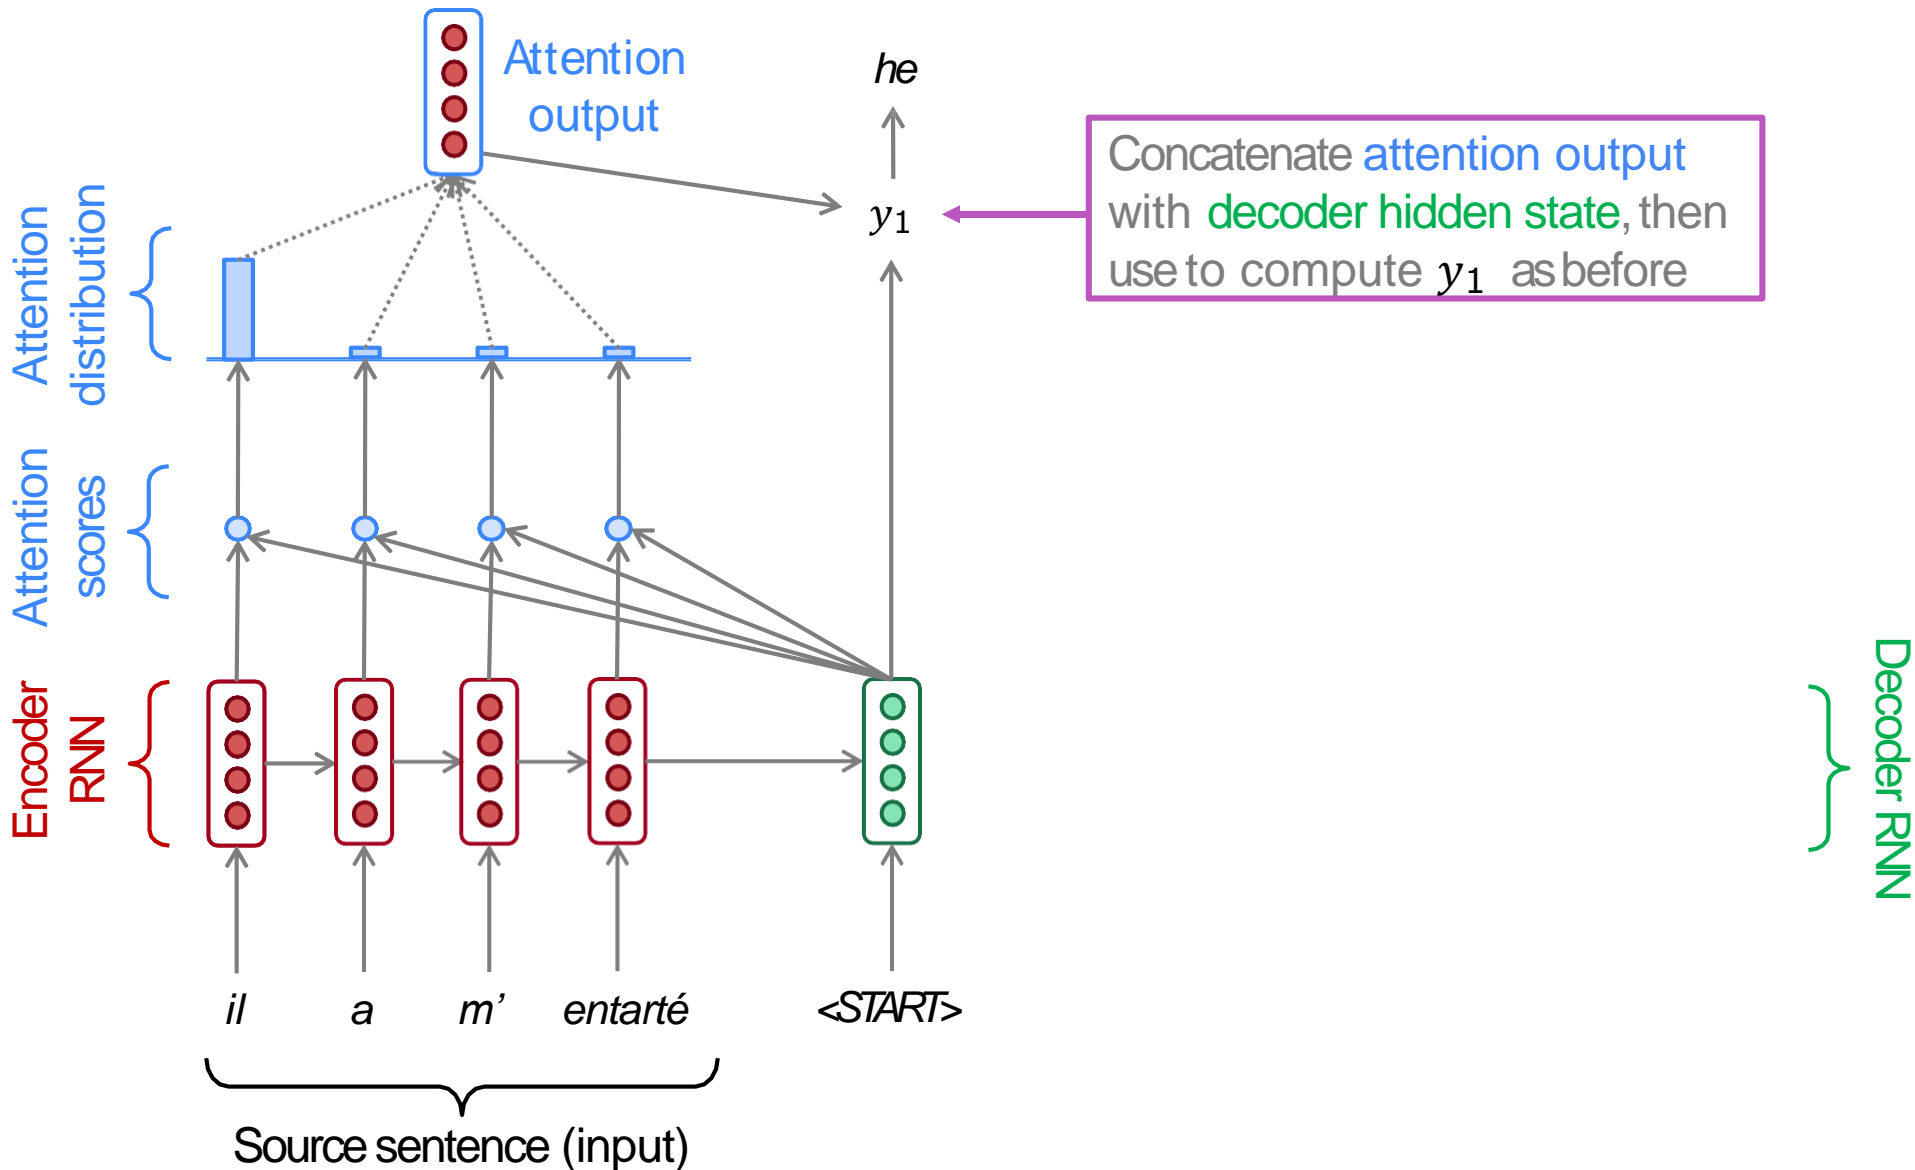 Attention
output
he
Concatenate attention output
with decoder hidden state, then
use to compute y₁ as before
y₁
Attention
distribution
Attention
scores
Encoder
RNN
Decoder RNN
il a m’ entarté <START>
Source sentence (input)